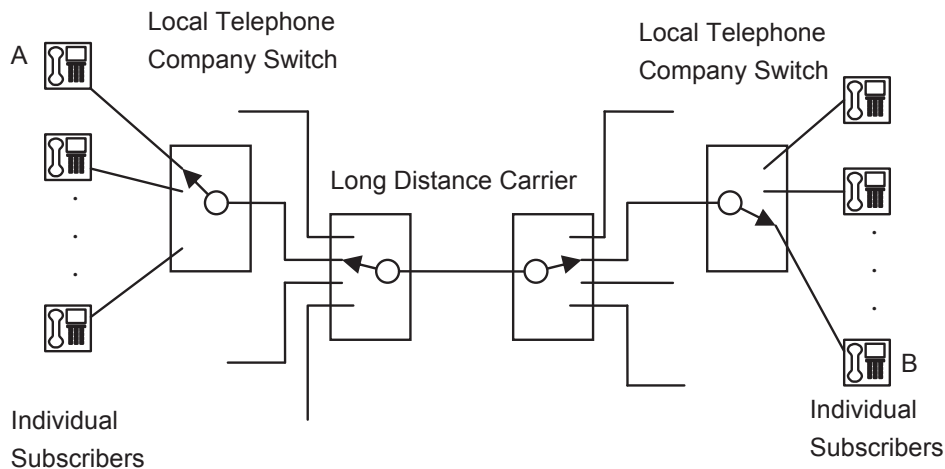 A
Local Telephone
Company Switch
Local Telephone
Company Switch
Long Distance Carrier
B
Individual
Subscribers
Individual
Subscribers